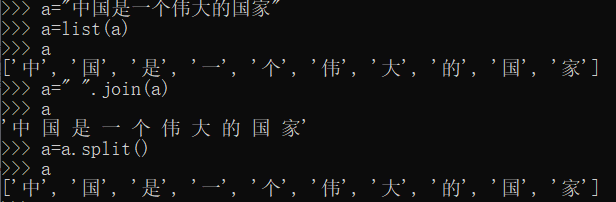 >>> a="中国是一个伟大的国家"
>>> a=list(a)
>>> a
['中', '国', '是', '一', '个', '伟', '大', '的', '国', '家']
>>> a=" ".join(a)
>>> a
'中 国 是 一 个 伟 大 的 国 家'
>>> a=a.split()
>>> a
['中', '国', '是', '一', '个', '伟', '大', '的', '国', '家']